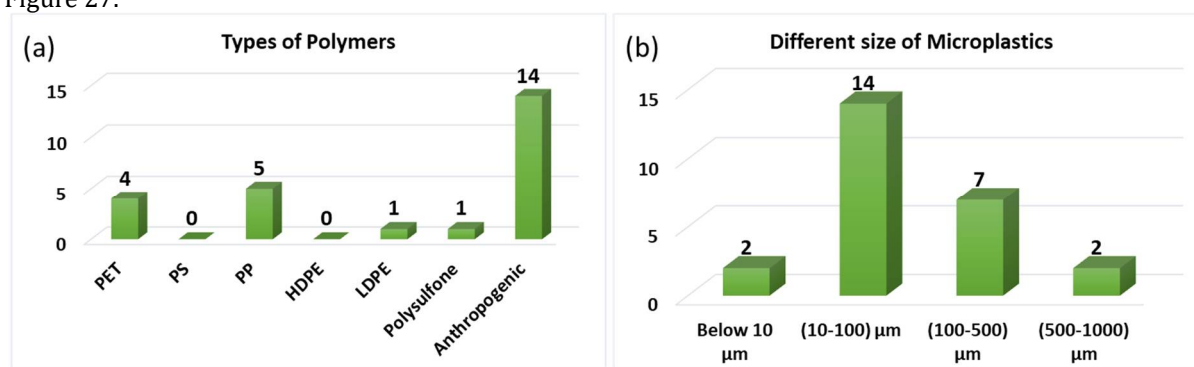 Figure 27.
(a)
Types of Polymers
15
10
5
0
4
0
5
0
1
1
14
PET
PS
PP
HDPE
LDPE
Polysulfone
Anthropogenic
(b)
Different size of Microplastics
15
10
5
0
2
14
7
2
Below 10
μm
(10-100) μm
(100-500)
μm
(500-1000)
μm